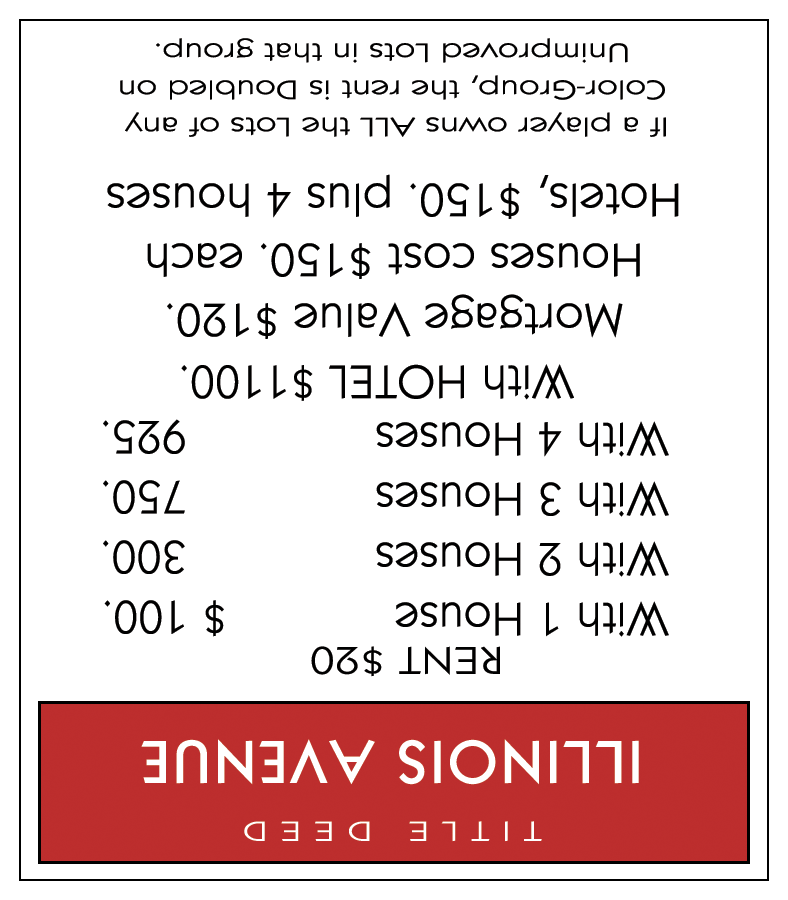 TITLE DEED
ILLINOIS AVENUE
RENT $20
With 1 House $ 100.
With 2 Houses 300.
With 3 Houses 750.
With 4 Houses 925.
With HOTEL $1100.
Mortgage Value $120.
Houses cost $150. each
Hotels, $150. plus 4 houses
If a player owns ALL the Lots of any
Color-Group, the rent is Doubled on
Unimproved Lots in that group.